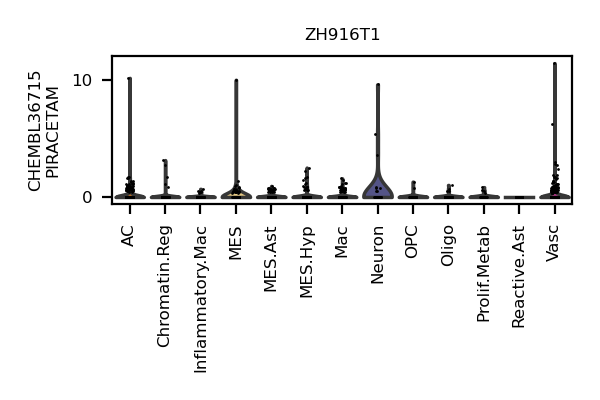 ZH916T1
CHEMBL36715
PIRACETAM
10
0
AC
Chromatin.Reg
Inflammatory.Mac
MES
MES.Ast
MES.Hyp
Mac
Neuron
OPC
Oligo
Prolif.Metab
Reactive.Ast
Vasc